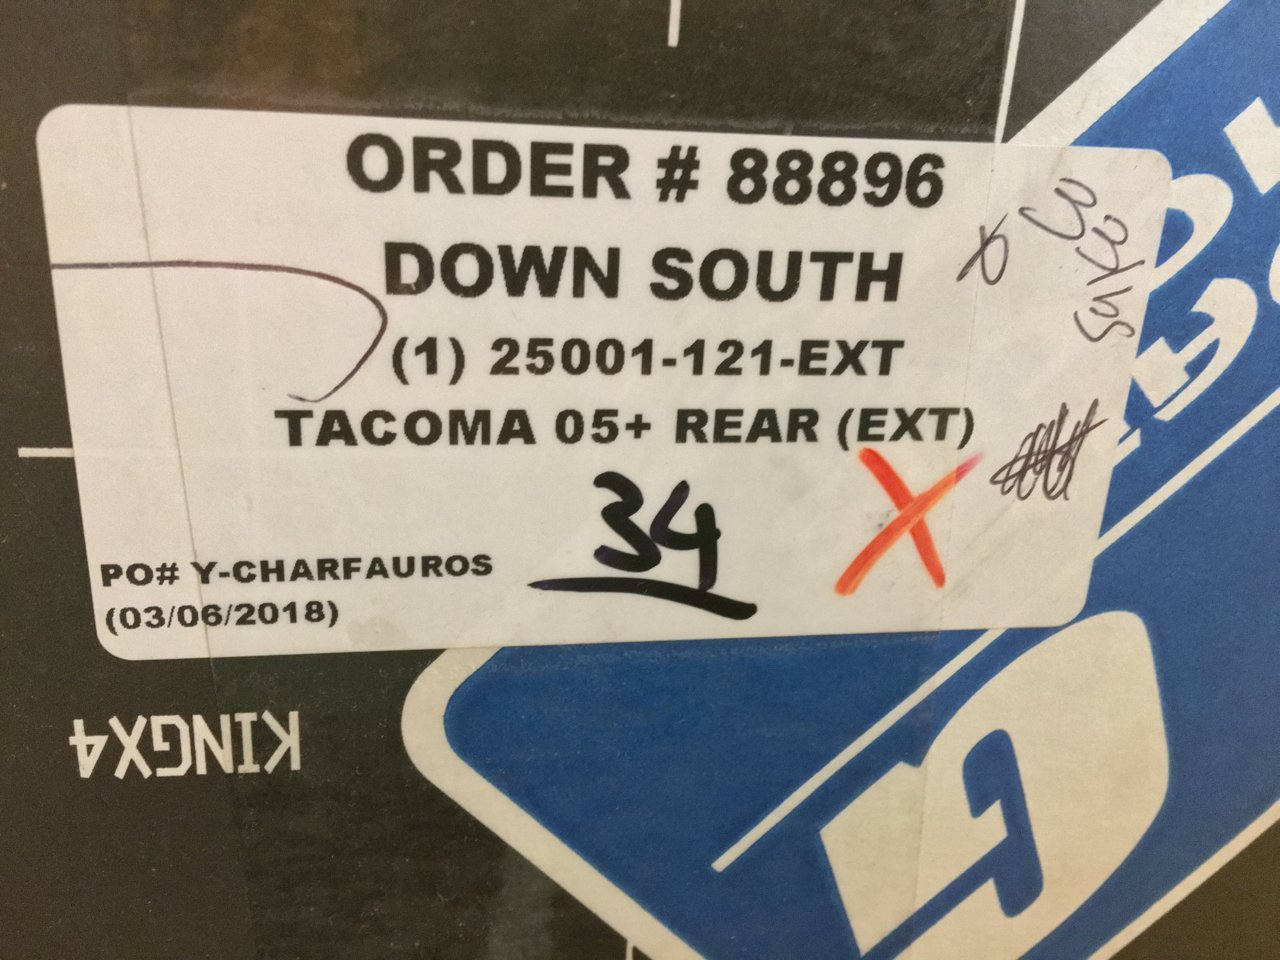 ORDER # 88896
DOWN SOUTH
(1) 25001-121-EXT
TACOMA 05+ REAR (EXT)
34
X
PO# Y-CHARFAUROS
(03/06/2018)
KINGX4